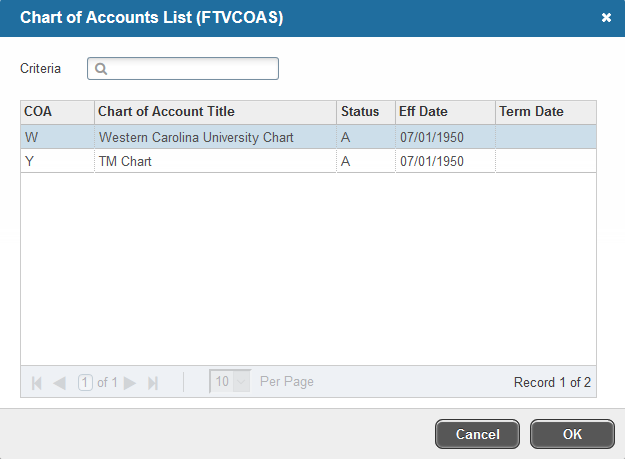 Chart of Accounts List (FTVCOAS) ×
Criteria
COA Chart of Account Title Status Eff Date Term Date
W Western Carolina University Chart A 07/01/1950
Y TM Chart A 07/01/1950
1 of 1 10 Per Page Record 1 of 2
Cancel OK